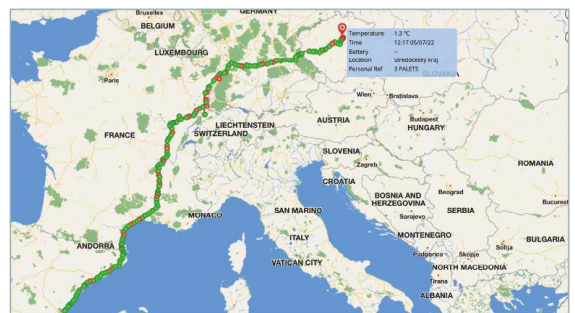 Bruxelles
GERMANY
BELGIUM
LUXEMBOURG
Paris
Temperature 1.3 °C
Time 12:17 05/07/22
Battery --
Location Středočeský kraj
Personal Ref 3 PALETS
SLOVAKIA
Wien
Bratislava
Budapest
AUSTRIA
HUNGARY
FRANCE
LIECHTENSTEIN
SWITZERLAND
SLOVENIA
Zagreb
CROATIA
ROMANIA
BOSNIA AND
HERZEGOVINA
Beograd
SERBIA
Sarajevo
Bucurest
MONACO
SAN MARINO
ITALY
ANDORRA
MONTENEGRO
Podgorica
Skopje
Sofija
BULGARIA
VATICAN CITY
NORTH MACEDONIA
Tirana
ALBANIA